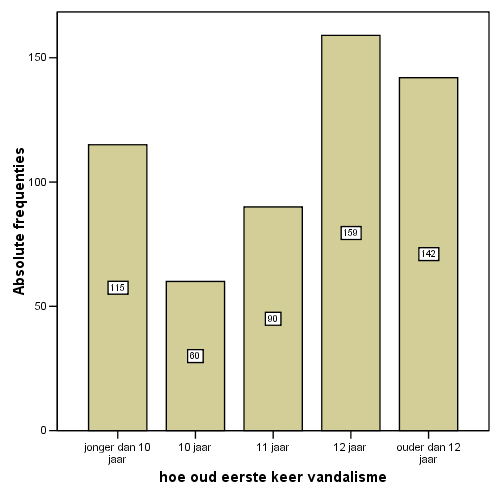 Absolute frequenties
150
100
50
0
115
60
90
159
142
jonger dan 10
jaar
10 jaar
11 jaar
12 jaar
ouder dan 12
jaar
hoe oud eerste keer vandalisme